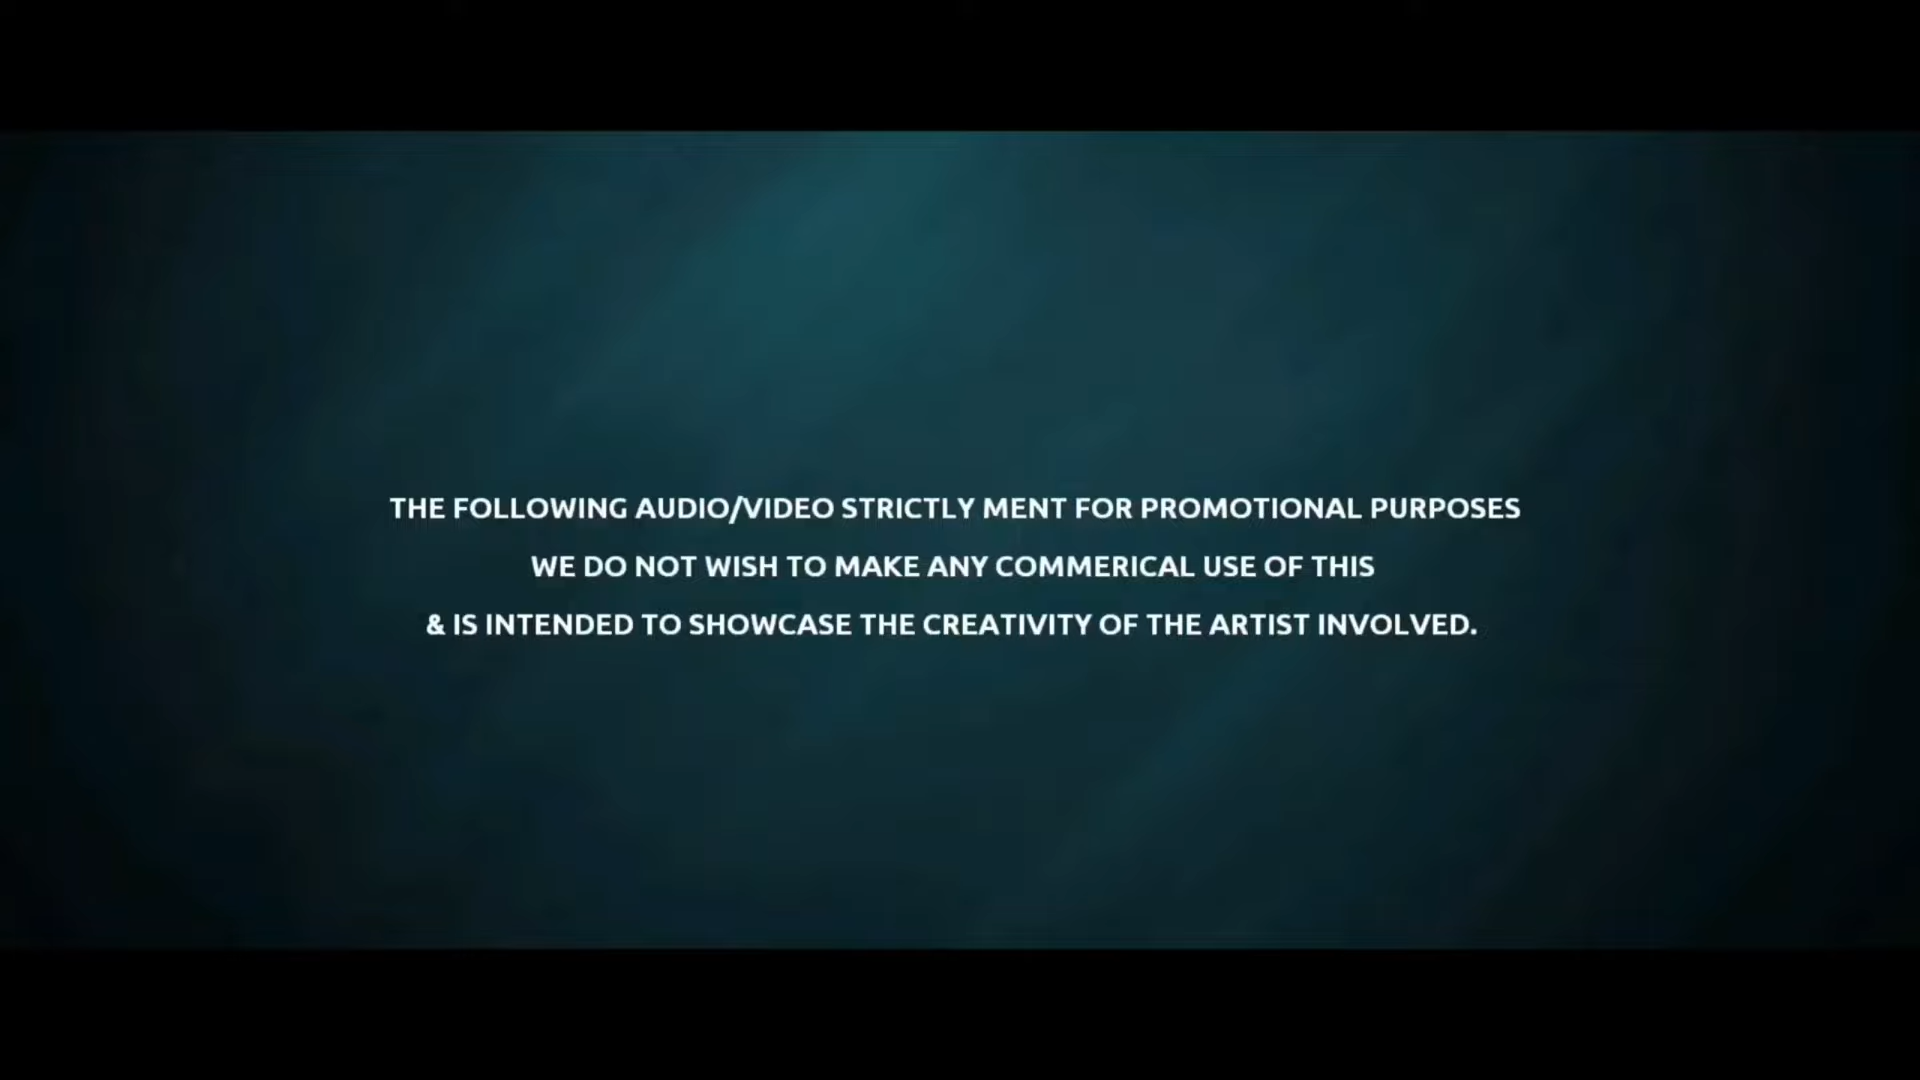 THE FOLLOWING AUDIO/VIDEO STRICTLY MENT FOR PROMOTIONAL PURPOSES
WE DO NOT WISH TO MAKE ANY COMMERICAL USE OF THIS
& IS INTENDED TO SHOWCASE THE CREATIVITY OF THE ARTIST INVOLVED.